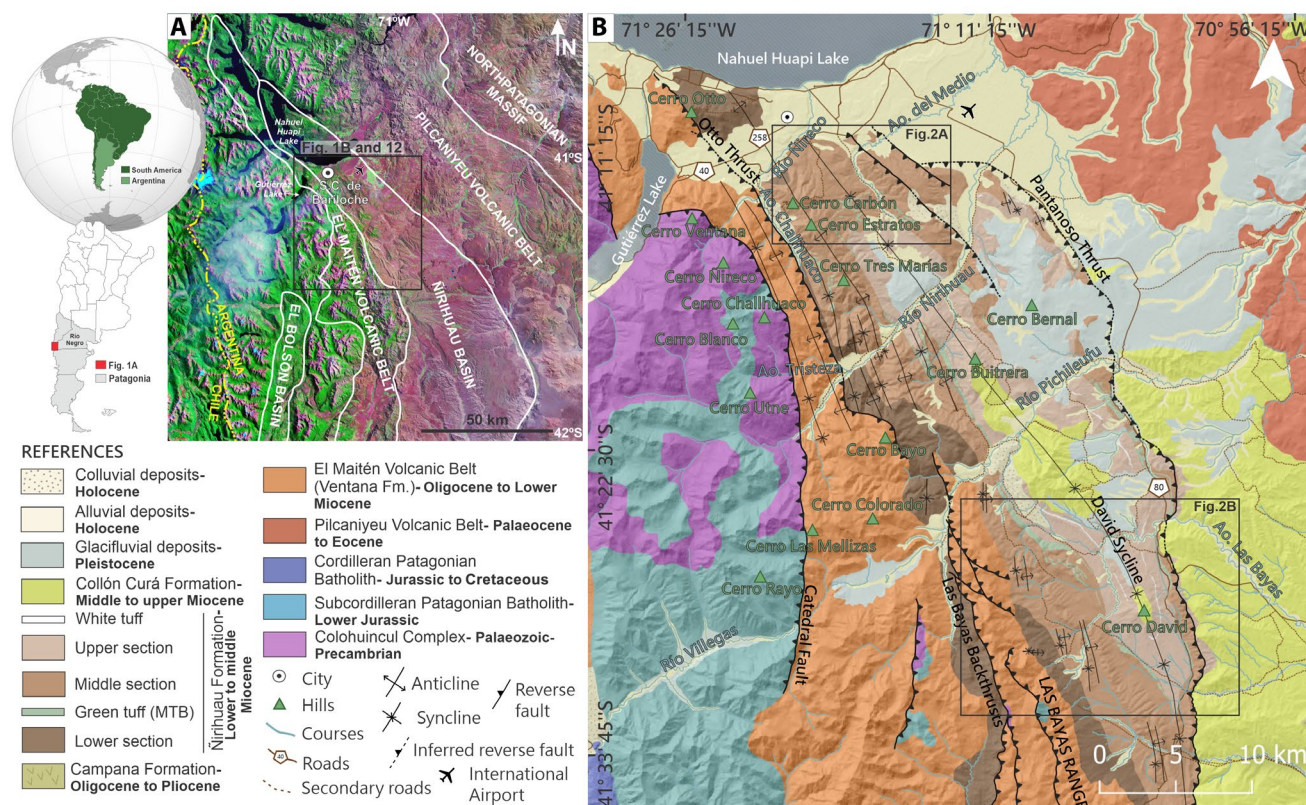 South America
Argentina
Río
Negro
Fig. 1A
Patagonia
A
71°W
N
NORTHPATAGONIAN
MASSIF
PILCANIYEU VOLCANIC BELT
41ºS
Nahuel
Huapi
Lake
Fig. 1B and 12
Gutiérrez
Lake
S.C. de
Bariloche
EL MAITÉN VOLCANIC BELT
ÑIRIHUAU BASIN
EL BOLSÓN BASIN
ARGENTINA
CHILE
50 km
42°S
B
71° 26' 15''W
71° 11' 15''W
70° 56' 15''W
11' 15''S
41° 22' 30''S
41° 33' 45''S
Nahuel Huapi Lake
Cerro Otto
Otto Thrust
258
40
Río Ñireco
Ao. del Medio
Fig.2A
Gutiérrez Lake
Cerro Ventana
Ao. Challhuaco
Cerro Carbón
Cerro Estratos
Pantanoso Thrust
Cerro Ñireco
Cerro Tres Marías
Cerro Challhuaco
Río Ñirihuau
Cerro Bernal
Cerro Blanco
Ao. Tristeza
Cerro Buitrera
Río Pichileufu
Cerro Utne
Cerro Bayo
80
Cerro Colorado
David Sycline
Fig.2B
Cerro Las Mellizas
Ao. Las Bayas
Cerro Rayo
Catedral Fault
Las Bayas Backthrusts
Cerro David
Río Villegas
LAS BAYAS RANGE
0 5 10 km
REFERENCES
Colluvial deposits-
Holocene
Alluvial deposits-
Holocene
Glacifluvial deposits-
Pleistocene
Collón Curá Formation-
Middle to upper Miocene
White tuff
Upper section
Middle section
Green tuff (MTB)
Lower section
Ñirihuau Formation-
Lower to middle
Miocene
Campana Formation-
Oligocene to Pliocene
El Maitén Volcanic Belt
(Ventana Fm.)- Oligocene to Lower
Miocene
Pilcaniyeu Volcanic Belt- Palaeocene
to Eocene
Cordilleran Patagonian
Batholith- Jurassic to Cretaceous
Subcordilleran Patagonian Batholith-
Lower Jurassic
Colohuincul Complex- Palaeozoic-
Precambrian
City
Hills
Courses
40
Roads
Secondary roads
Anticline
Syncline
Reverse
fault
Inferred reverse fault
International
Airport